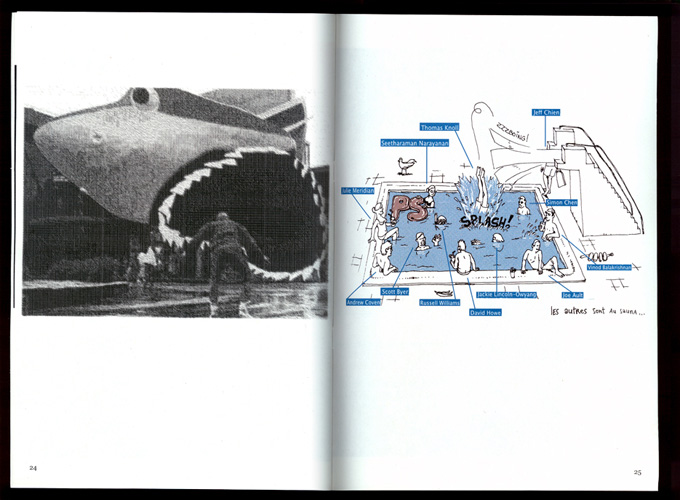 Jeff Chien
zzzboïng!
Thomas Knoll
Seetharaman Narayanan
Julie Meridian
Simon Chen
PS
SPLASH!
Vinod Balakrishnan
Scott Byer
Jackie Lincoln-Owyang
Joe Ault
Andrew Coven
Russell Williams
David Howe
les autres sont au sauna...
24
25